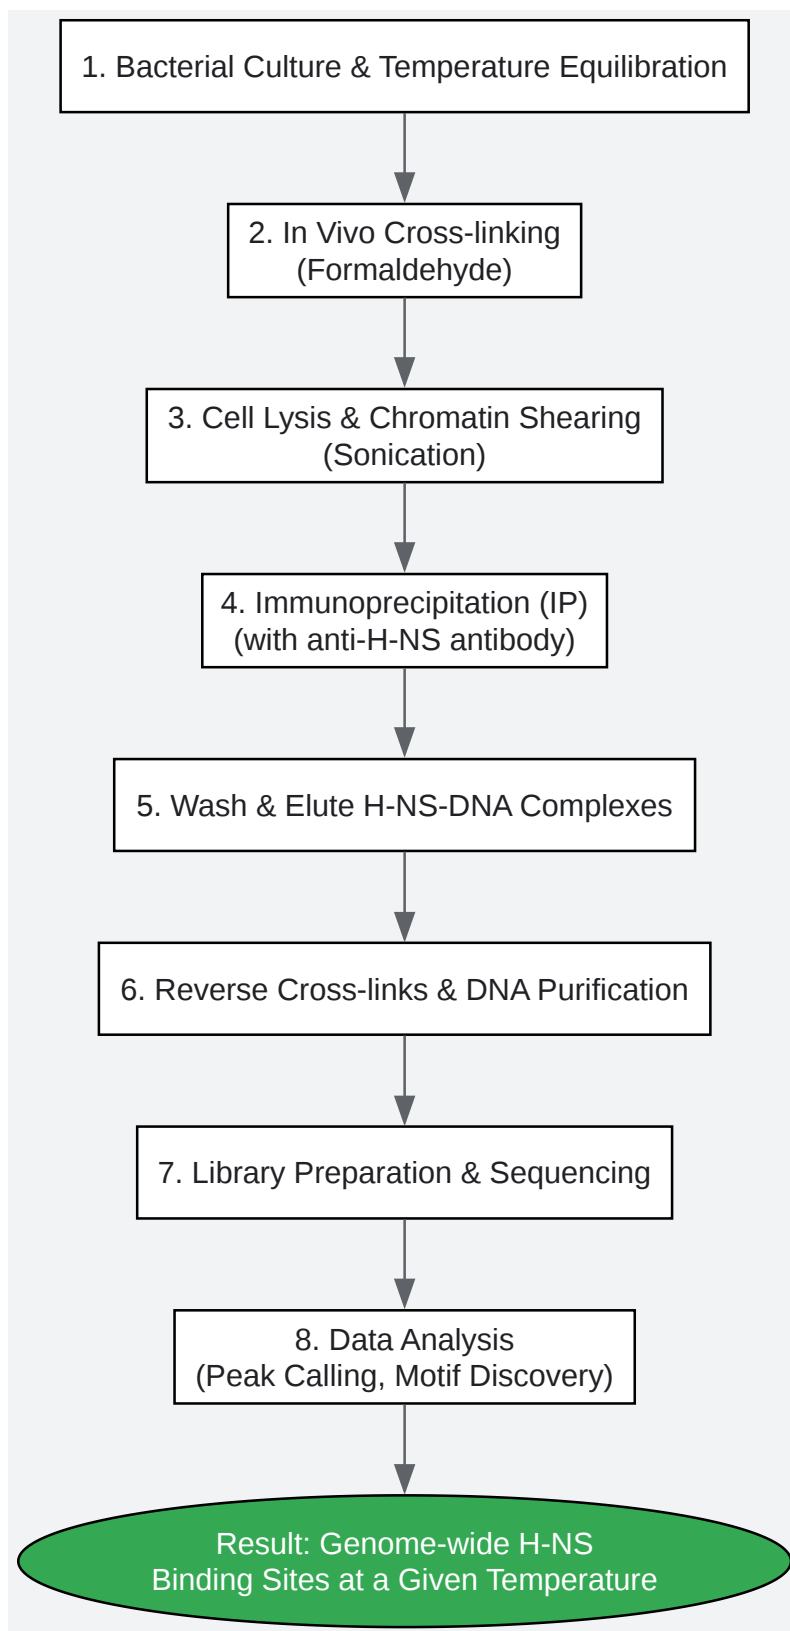 1. Bacterial Culture & Temperature Equilibration
2. In Vivo Cross-linking
(Formaldehyde)
3. Cell Lysis & Chromatin Shearing
(Sonication)
4. Immunoprecipitation (IP)
(with anti-H-NS antibody)
5. Wash & Elute H-NS-DNA Complexes
6. Reverse Cross-links & DNA Purification
7. Library Preparation & Sequencing
8. Data Analysis
(Peak Calling, Motif Discovery)
Result: Genome-wide H-NS
Binding Sites at a Given Temperature